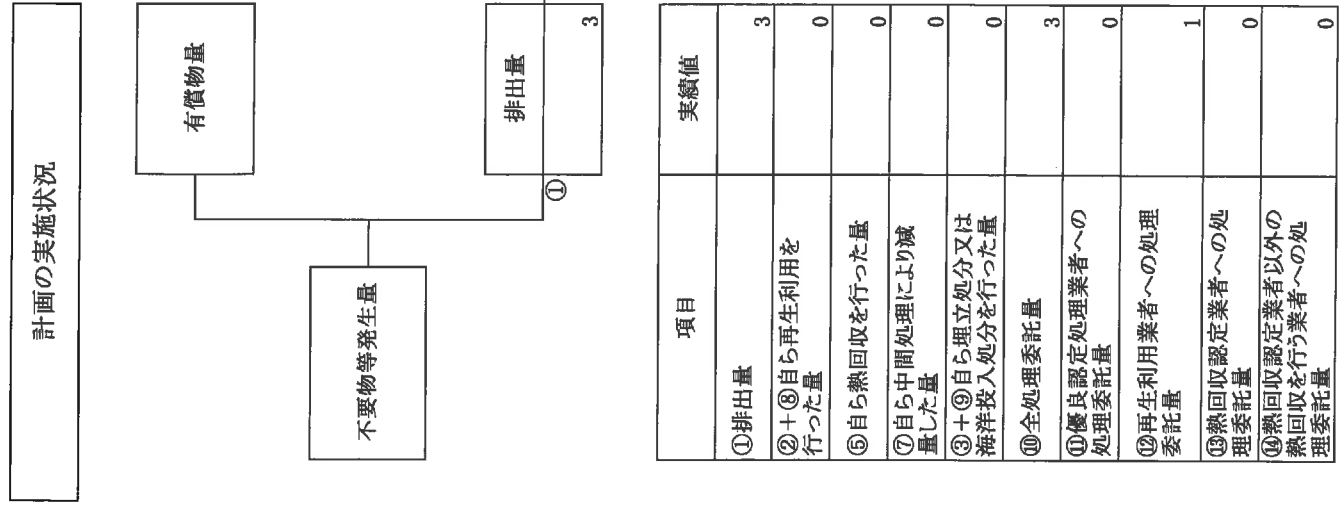 計画の実施状況
有償物量
不要物等発生量
排出量
①
3
項目
実績値
①排出量
3
②+⑧自ら再生利用を
行った量
0
⑤自ら熱回収を行った量
0
⑦自ら中間処理により減
量した量
0
③+⑨自ら埋立処分又は
海洋投入処分を行った量
0
⑩全処理委託量
3
⑪優良認定処理業者への
処理委託量
0
⑫再生利用業者への処理
委託量
1
⑬熱回収認定業者への処
理委託量
0
⑭熱回収認定業者以外の
熱回収を行う業者への処
理委託量
0